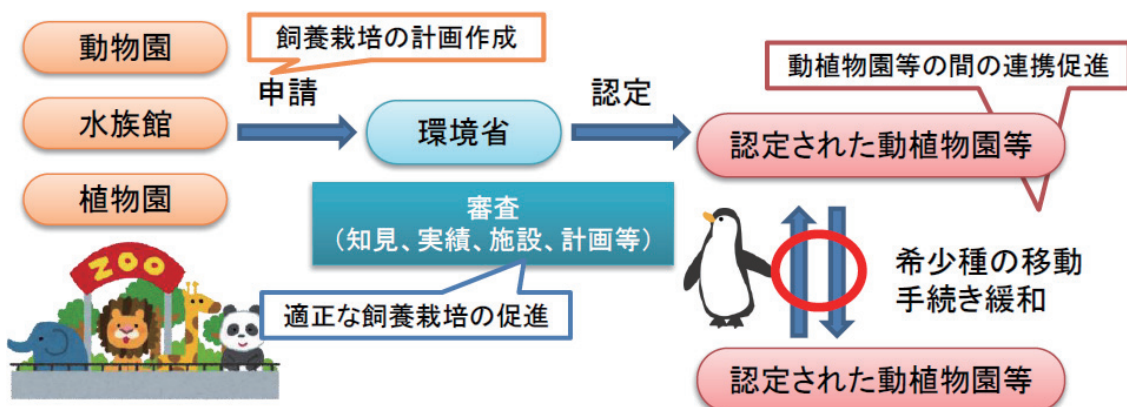 動物園
飼養栽培の計画作成
申請
水族館
環境省
認定
動植物園等の間の連携促進
認定された動植物園等
植物園
審査
（知見、実績、施設、計画等）
ZOO
適正な飼養栽培の促進
希少種の移動
手続き緩和
認定された動植物園等